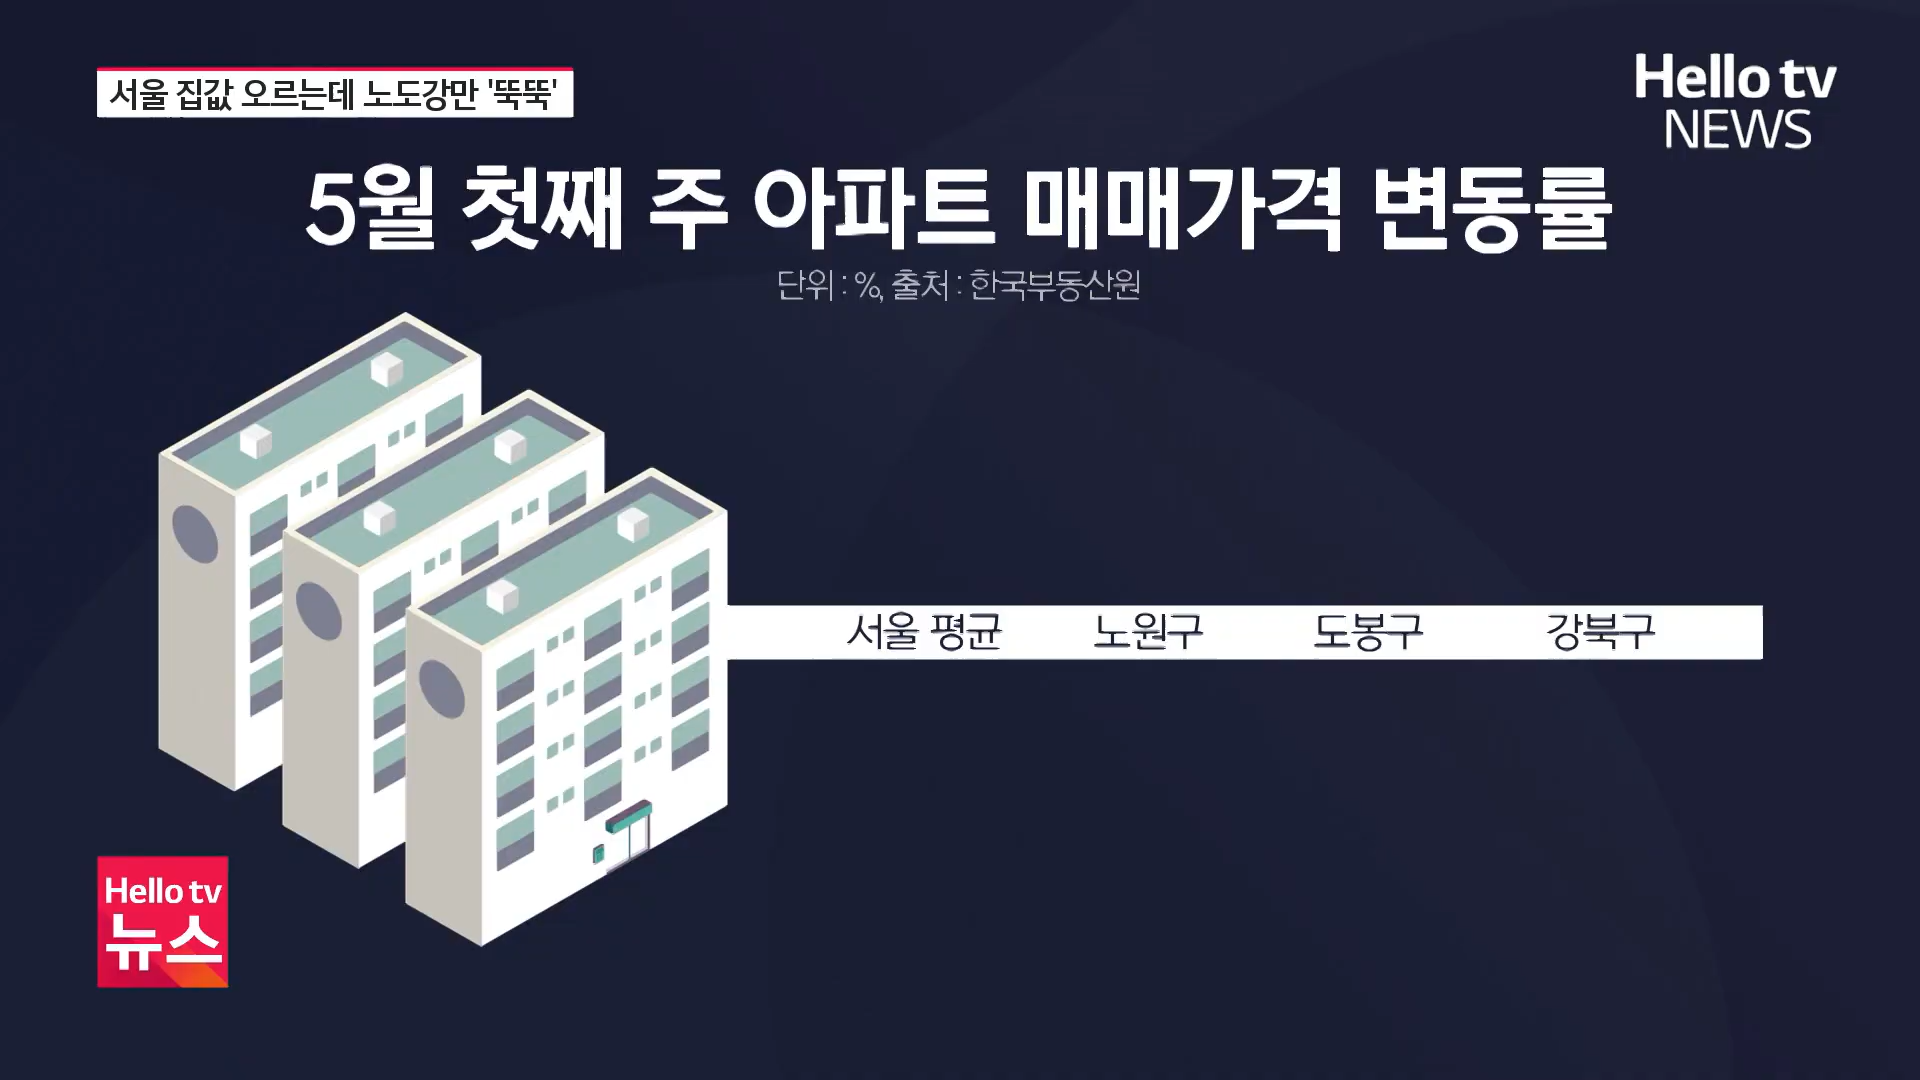 서울 집값 오르는데 노도강만 '뚝뚝'
Hello tv
NEWS
5월 첫째 주 아파트 매매가격 변동률
단위 : %, 출처 : 한국부동산원
서울 평균 노원구 도봉구 강북구
Hello tv
뉴스